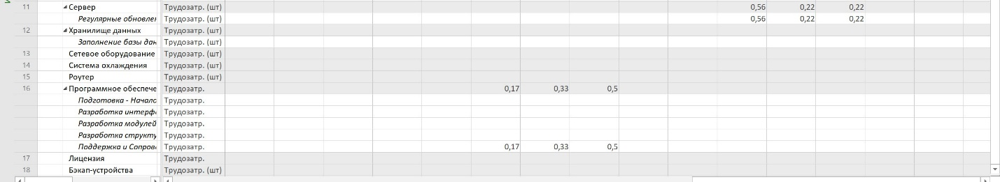 11 Сервер Трудозатр. (шт) 0,56 0,22 0,22
Регулярные обновлен Трудозатр. (шт) 0,56 0,22 0,22
12 Хранилище данных Трудозатр. (шт)
Заполнение базы дан Трудозатр. (шт)
13 Сетевое оборудование Трудозатр. (шт)
14 Система охлаждения Трудозатр. (шт)
15 Роутер Трудозатр. (шт)
16 Программное обеспече Трудозатр. 0,17 0,33 0,5
Подготовка - Начало Трудозатр.
Разработка интерфе Трудозатр.
Разработка модулей Трудозатр.
Разработка структу Трудозатр.
Поддержка и Сопров Трудозатр. 0,17 0,33 0,5
17 Лицензия Трудозатр.
18 Бэкап-устройства Трудозатр. (шт)